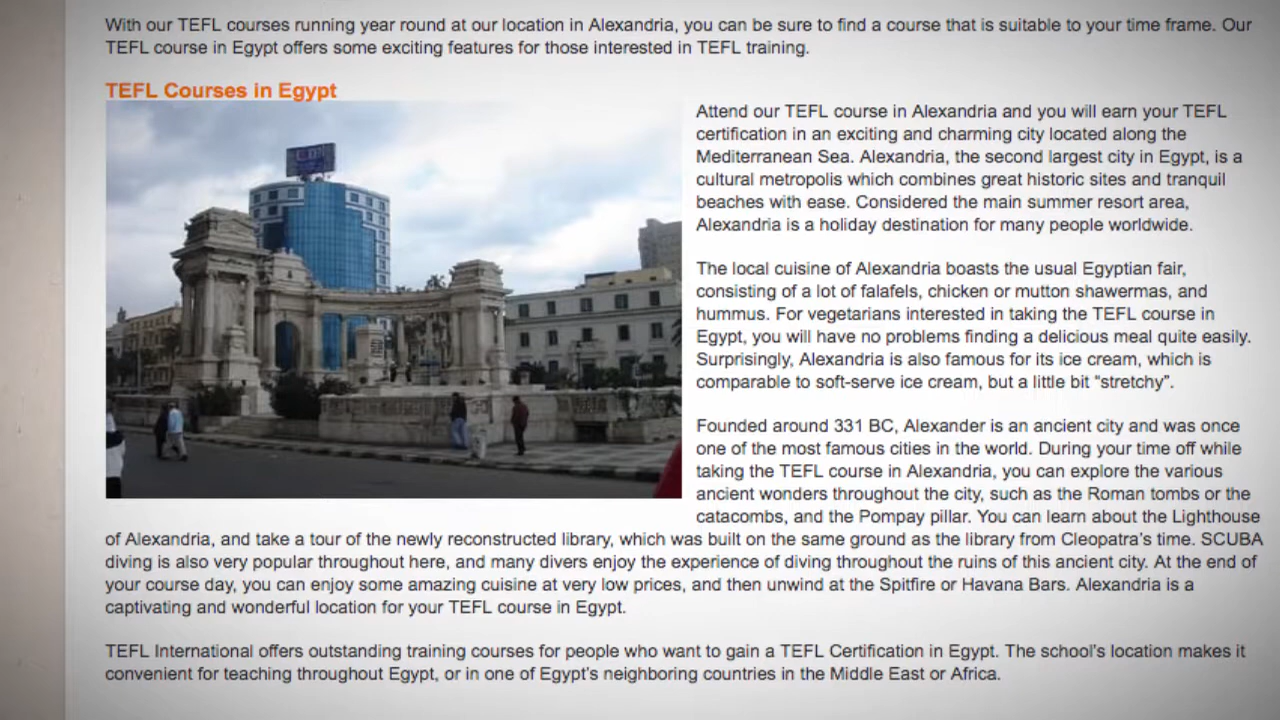 With our TEFL courses running year round at our location in Alexandria, you can be sure to find a course that is suitable to your time frame. Our
TEFL course in Egypt offers some exciting features for those interested in TEFL training.
TEFL Courses in Egypt
Attend our TEFL course in Alexandria and you will earn your TEFL
certification in an exciting and charming city located along the
Mediterranean Sea. Alexandria, the second largest city in Egypt, is a
cultural metropolis which combines great historic sites and tranquil
beaches with ease. Considered the main summer resort area,
Alexandria is a holiday destination for many people worldwide.
The local cuisine of Alexandria boasts the usual Egyptian fair,
consisting of a lot of falafels, chicken or mutton shawermas, and
hummus. For vegetarians interested in taking the TEFL course in
Egypt, you will have no problems finding a delicious meal quite easily.
Surprisingly, Alexandria is also famous for its ice cream, which is
comparable to soft-serve ice cream, but a little bit “stretchy”.
Founded around 331 BC, Alexander is an ancient city and was once
one of the most famous cities in the world. During your time off while
taking the TEFL course in Alexandria, you can explore the various
ancient wonders throughout the city, such as the Roman tombs or the
catacombs, and the Pompay pillar. You can learn about the Lighthouse
of Alexandria, and take a tour of the newly reconstructed library, which was built on the same ground as the library from Cleopatra's time. SCUBA
diving is also very popular throughout here, and many divers enjoy the experience of diving throughout the ruins of this ancient city. At the end of
your course day, you can enjoy some amazing cuisine at very low prices, and then unwind at the Spitfire or Havana Bars. Alexandria is a
captivating and wonderful location for your TEFL course in Egypt.
TEFL International offers outstanding training courses for people who want to gain a TEFL Certification in Egypt. The school's location makes it
convenient for teaching throughout Egypt, or in one of Egypt's neighboring countries in the Middle East or Africa.